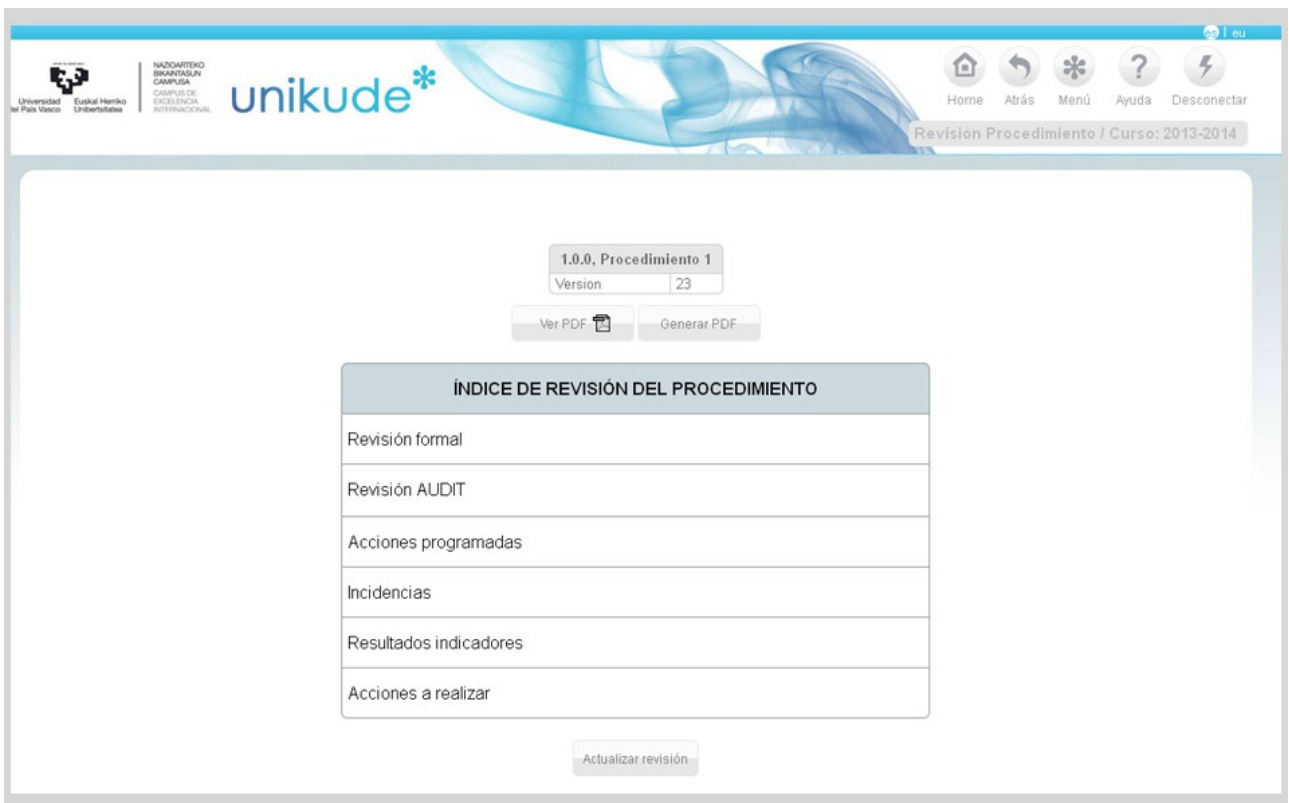 es | eu
Universidad
del País Vasco
Euskal Herriko
Unibertsitatea
NAZIOARTEKO
BIKAINTASUN
CAMPUSA
CAMPUS DE
EXCELENCIA
INTERNACIONAL
unikude*
Home Atrás Menú Ayuda Desconectar
Revisión Procedimiento / Curso: 2013-2014
1.0.0, Procedimiento 1
Version 23
Ver PDF Generar PDF
ÍNDICE DE REVISIÓN DEL PROCEDIMIENTO
Revisión formal
Revisión AUDIT
Acciones programadas
Incidencias
Resultados indicadores
Acciones a realizar
Actualizar revisión